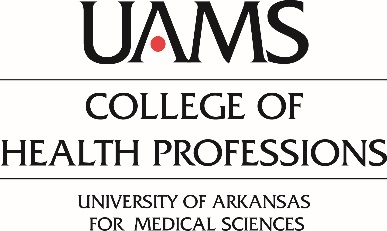 UAMS
COLLEGE OF
HEALTH PROFESSIONS
UNIVERSITY OF ARKANSAS
FOR MEDICAL SCIENCES